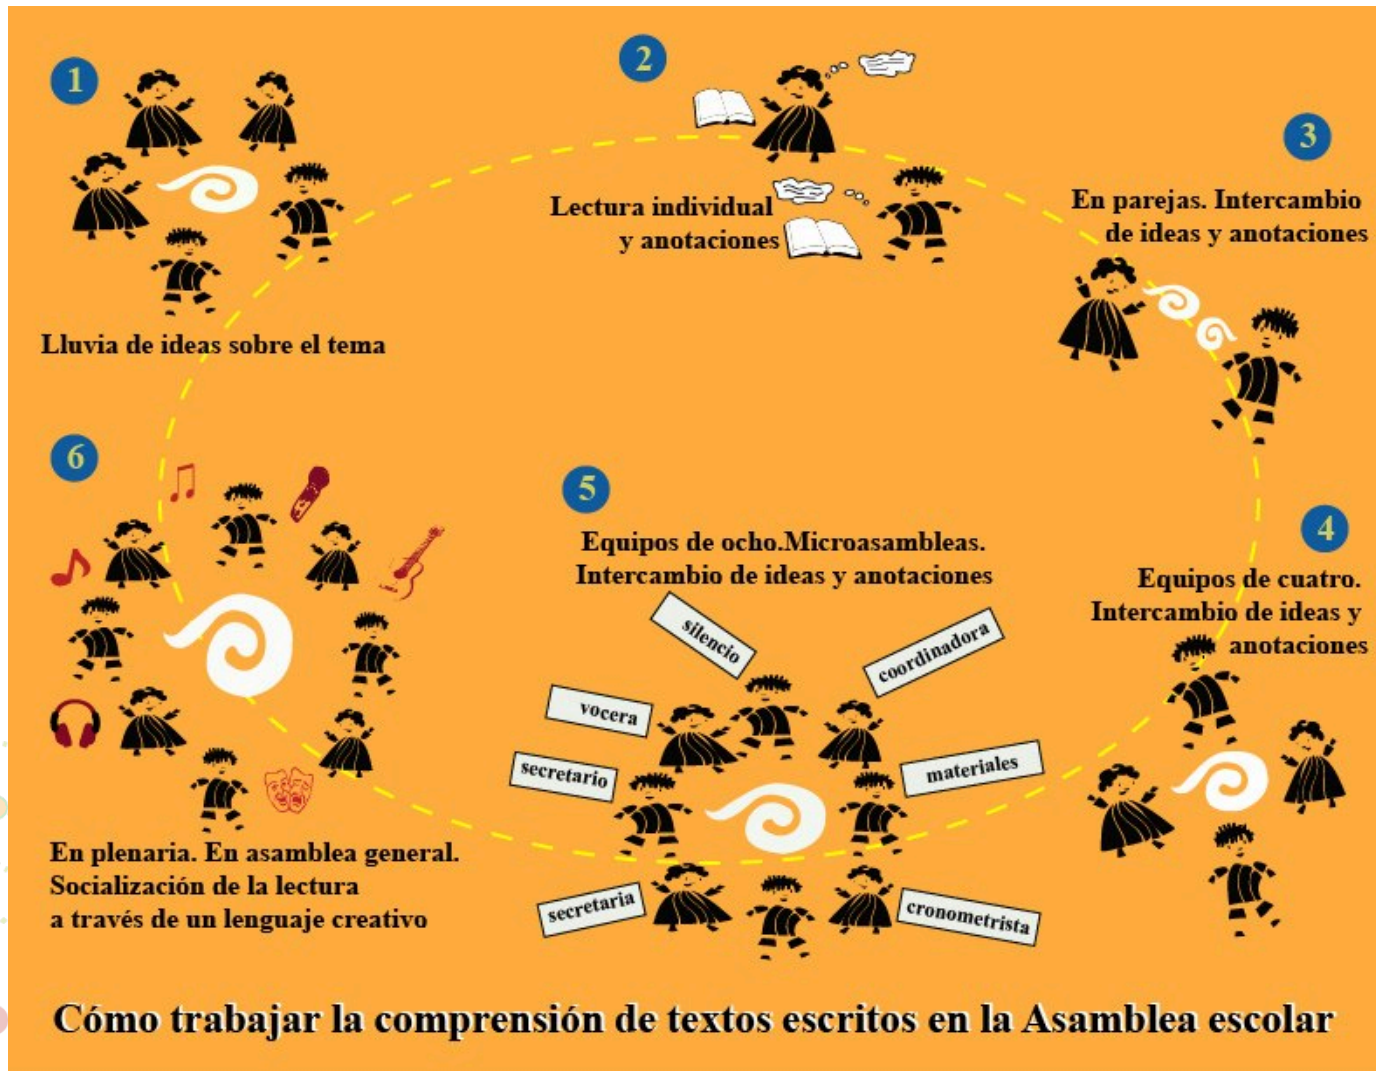 1
Lluvia de ideas sobre el tema
2
Lectura individual
y anotaciones
3
En parejas. Intercambio
de ideas y anotaciones
4
Equipos de cuatro.
Intercambio de ideas y
anotaciones
5
Equipos de ocho.Microasambleas.
Intercambio de ideas y anotaciones
silencio
coordinadora
vocera
materiales
secretario
secretaria
cronometrista
6
En plenaria. En asamblea general.
Socialización de la lectura
a través de un lenguaje creativo
Cómo trabajar la comprensión de textos escritos en la Asamblea escolar